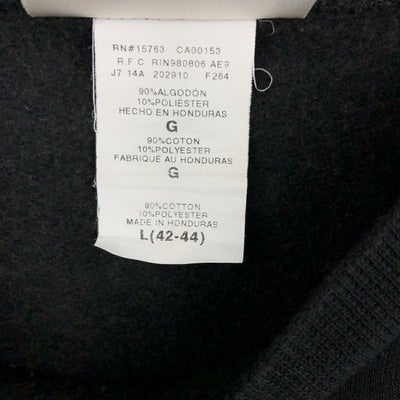 RN#15763 CA00153
R.F.C RIN980806 AE9
J7 14A 202910 F264
90%ALGODÓN
10%POLIÉSTER
HECHO EN HONDURAS
G
90%COTON
10%POLYESTER
FABRIQUÉ AU HONDURAS
G
90%COTTON
10%POLYESTER
MADE IN HONDURAS
L(42-44)